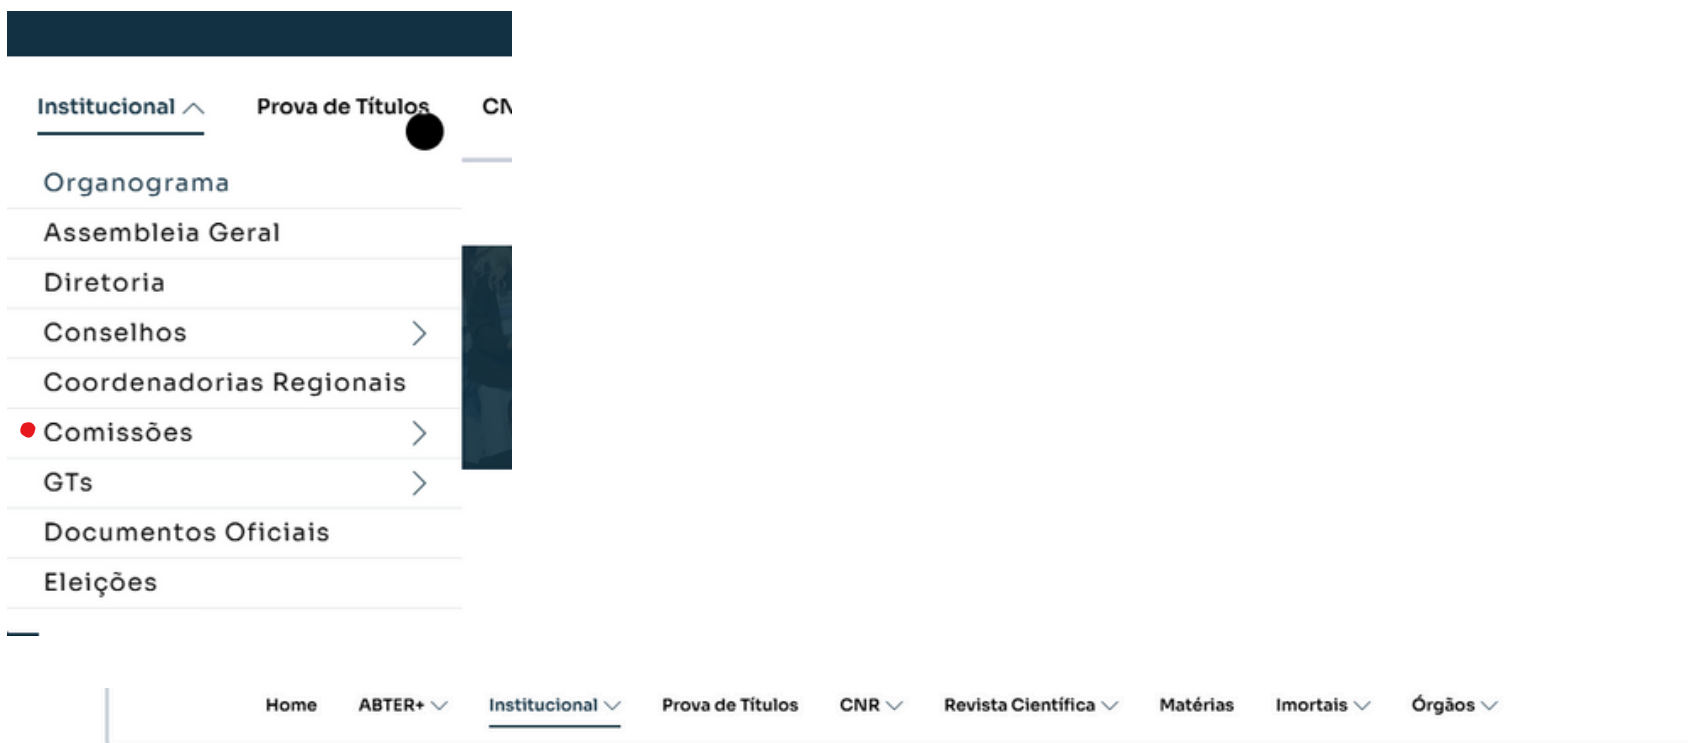 Institucional Prova de Títulos CN
Organograma
Assembleia Geral
Diretoria
Conselhos
Coordenadorias Regionais
Comissões
GTs
Documentos Oficiais
Eleições
Home ABTER+ Institucional Prova de Títulos CNR Revista Científica Matérias Imortais Órgãos